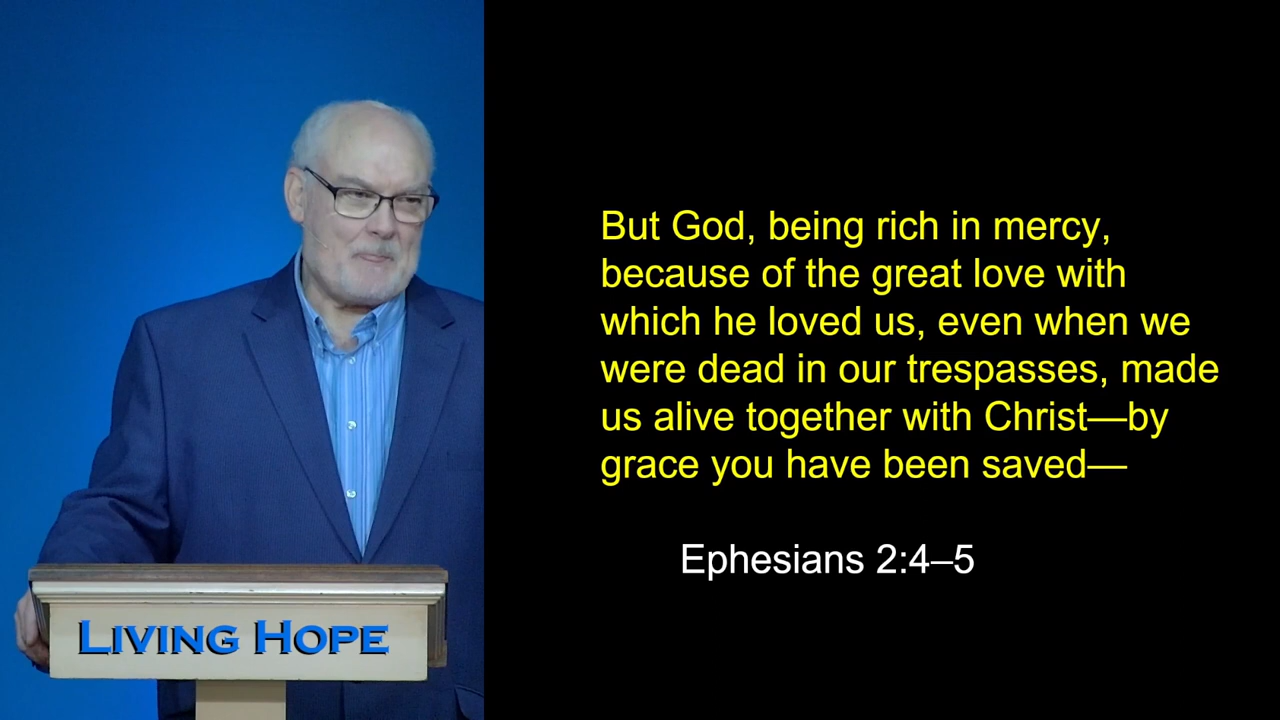 But God, being rich in mercy,
because of the great love with
which he loved us, even when we
were dead in our trespasses, made
us alive together with Christ—by
grace you have been saved—
Ephesians 2:4–5
LIVING HOPE